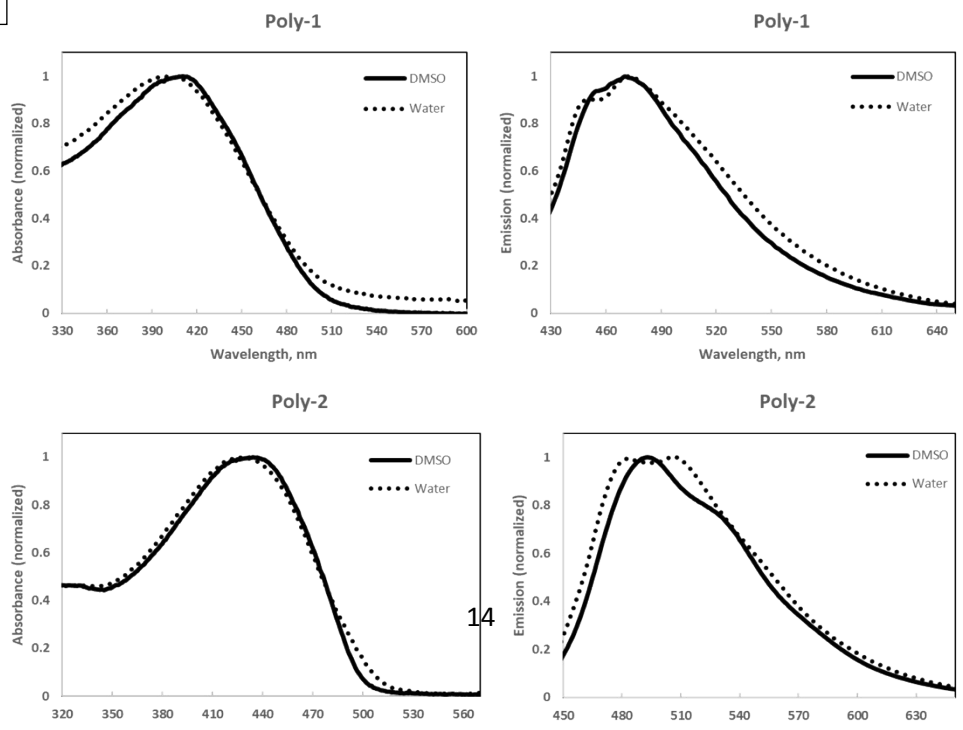 Poly-1
Absorbance (normalized)
1
0.8
0.6
0.4
0.2
0
DMSO
Water
330 360 390 420 450 480 510 540 570 600
Wavelength, nm
Poly-1
Emission (normalized)
1
0.8
0.6
0.4
0.2
0
DMSO
Water
430 460 490 520 550 580 610 640
Wavelength, nm
Poly-2
Absorbance (normalized)
1
0.8
0.6
0.4
0.2
0
DMSO
Water
320 350 380 410 440 470 500 530 560
14
Poly-2
Emission (normalized)
1
0.8
0.6
0.4
0.2
0
DMSO
Water
450 480 510 540 570 600 630